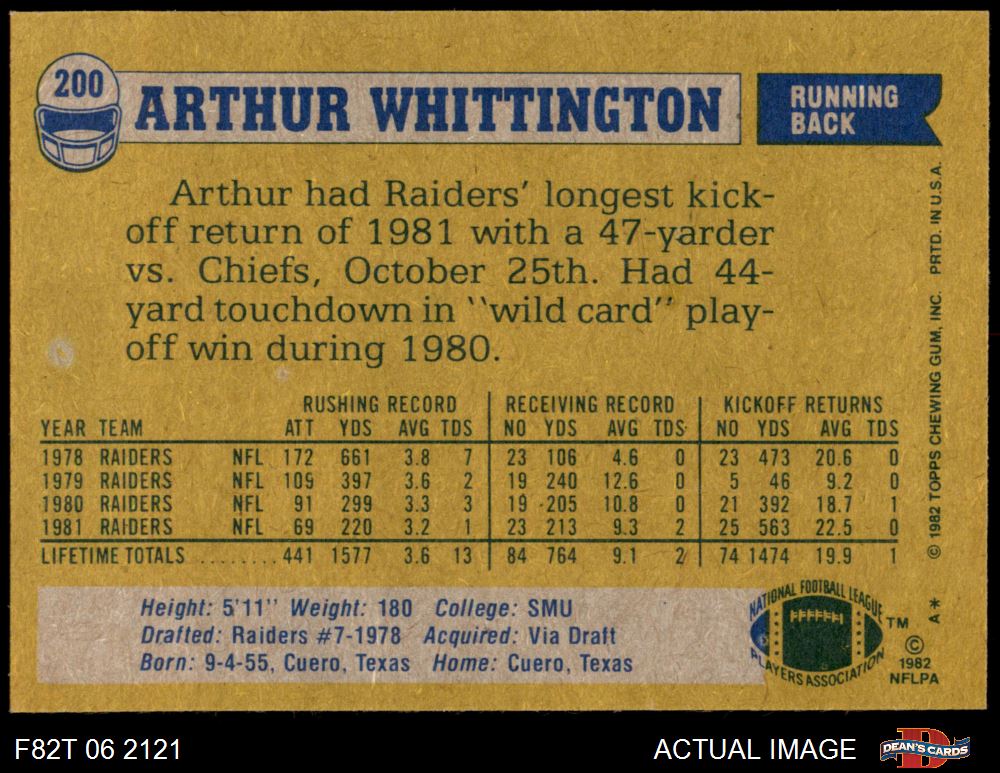 200
ARTHUR WHITTINGTON
RUNNING
BACK
Arthur had Raiders' longest kick-
off return of 1981 with a 47-yarder
vs. Chiefs, October 25th. Had 44-
yard touchdown in "wild card" play-
off win during 1980.
RUSHING RECORD RECEIVING RECORD KICKOFF RETURNS
YEAR TEAM ATT YDS AVG TDS NO YDS AVG TDS NO YDS AVG TDS
1978 RAIDERS NFL 172 661 3.8 7 23 106 4.6 0 23 473 20.6 0
1979 RAIDERS NFL 109 397 3.6 2 19 240 12.6 0 5 46 9.2 0
1980 RAIDERS NFL 91 299 3.3 3 19 205 10.8 0 21 392 18.7 1
1981 RAIDERS NFL 69 220 3.2 1 23 213 9.3 2 25 563 22.5 0
LIFETIME TOTALS ........ 441 1577 3.6 13 84 764 9.1 2 74 1474 19.9 1
Height: 5'11" Weight: 180 College: SMU
Drafted: Raiders #7-1978 Acquired: Via Draft
Born: 9-4-55, Cuero, Texas Home: Cuero, Texas
NATIONAL FOOTBALL LEAGUE
PLAYERS ASSOCIATION
TM
©
1982
NFLPA
© 1982 TOPPS CHEWING GUM, INC. PRTD. IN U.S.A.
A*
F82T 06 2121
ACTUAL IMAGE
D
DEAN'S CARDS